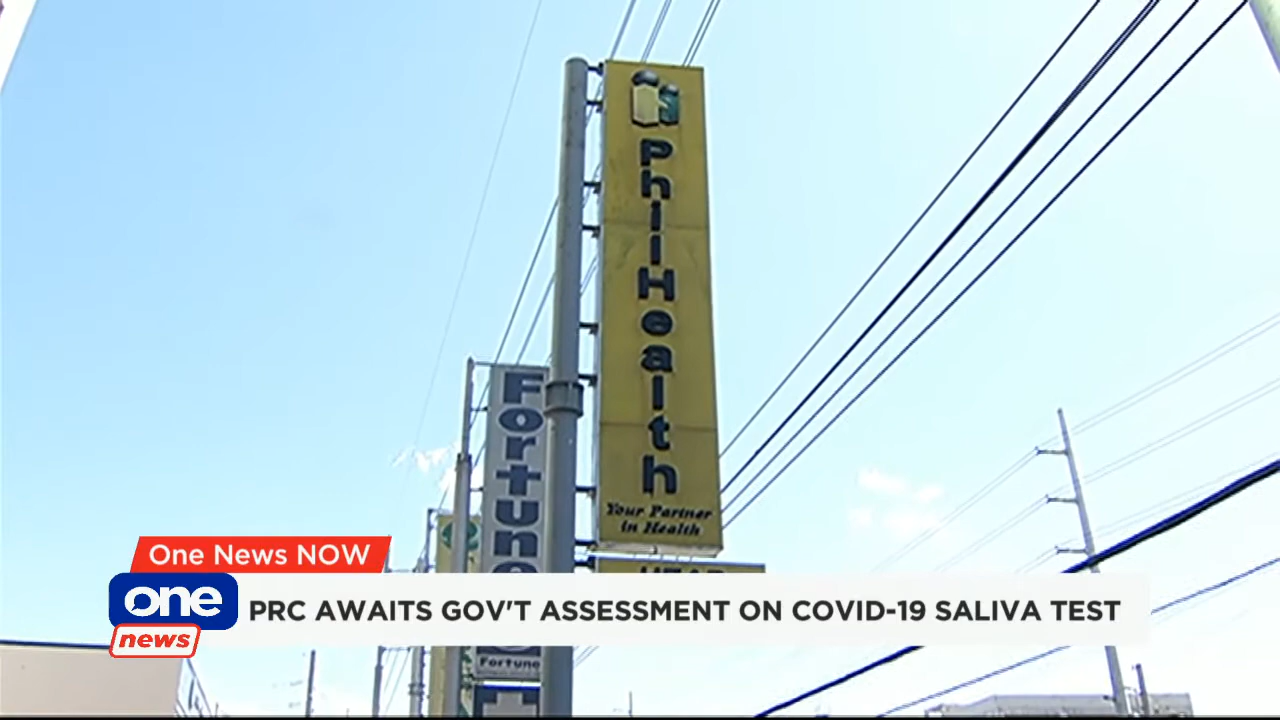 PhilHealth
Your Partner
in Health
Fortune
Fortune
One News NOW
one
news
PRC AWAITS GOV'T ASSESSMENT ON COVID-19 SALIVA TEST